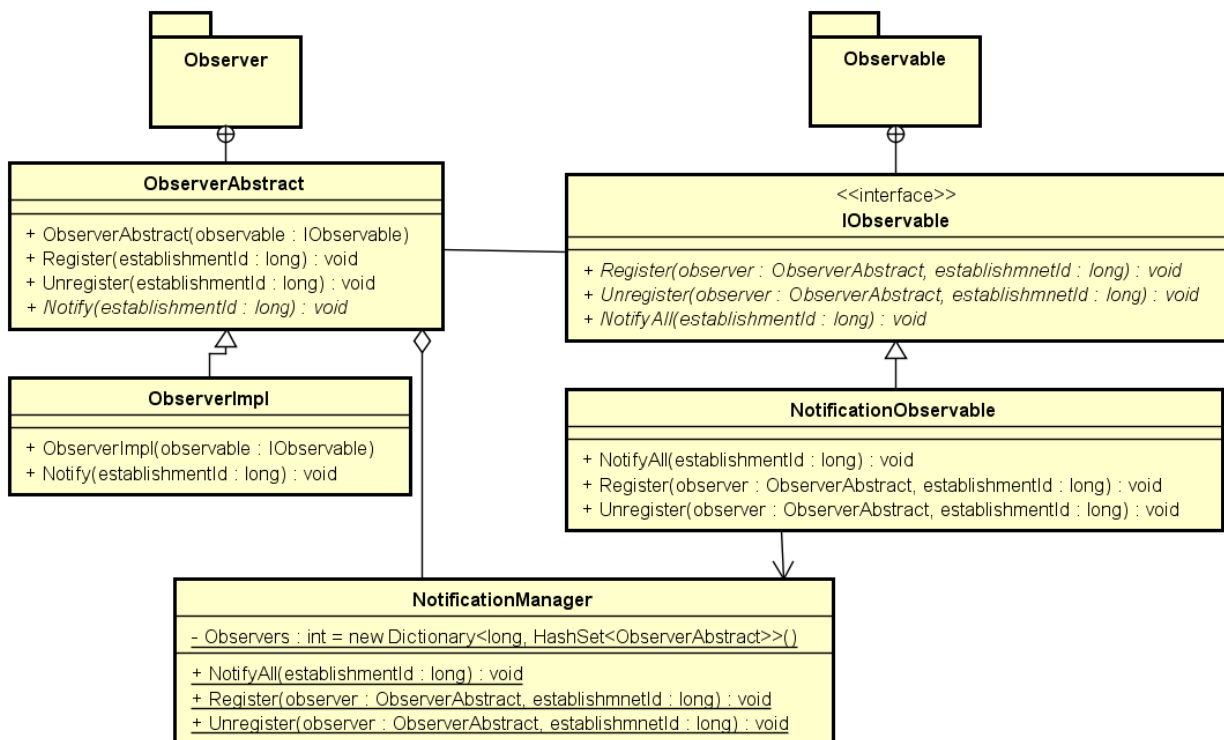 Observer
Observable
ObserverAbstract
+ ObserverAbstract(observable : IObservable)
+ Register(establishmentId : long) : void
+ Unregister(establishmentId : long) : void
+ Notify(establishmentId : long) : void
<<interface>>
IObservable
+ Register(observer : ObserverAbstract, establishmnetId : long) : void
+ Unregister(observer : ObserverAbstract, establishmnetId : long) : void
+ NotifyAll(establishmentId : long) : void
ObserverImpl
+ ObserverImpl(observable : IObservable)
+ Notify(establishmentId : long) : void
NotificationObservable
+ NotifyAll(establishmentId : long) : void
+ Register(observer : ObserverAbstract, establishmentId : long) : void
+ Unregister(observer : ObserverAbstract, establishmentId : long) : void
NotificationManager
- Observers : int = new Dictionary<long, HashSet<ObserverAbstract>>()
+ NotifyAll(establishmentId : long) : void
+ Register(observer : ObserverAbstract, establishmnetId : long) : void
+ Unregister(observer : ObserverAbstract, establishmnetId : long) : void